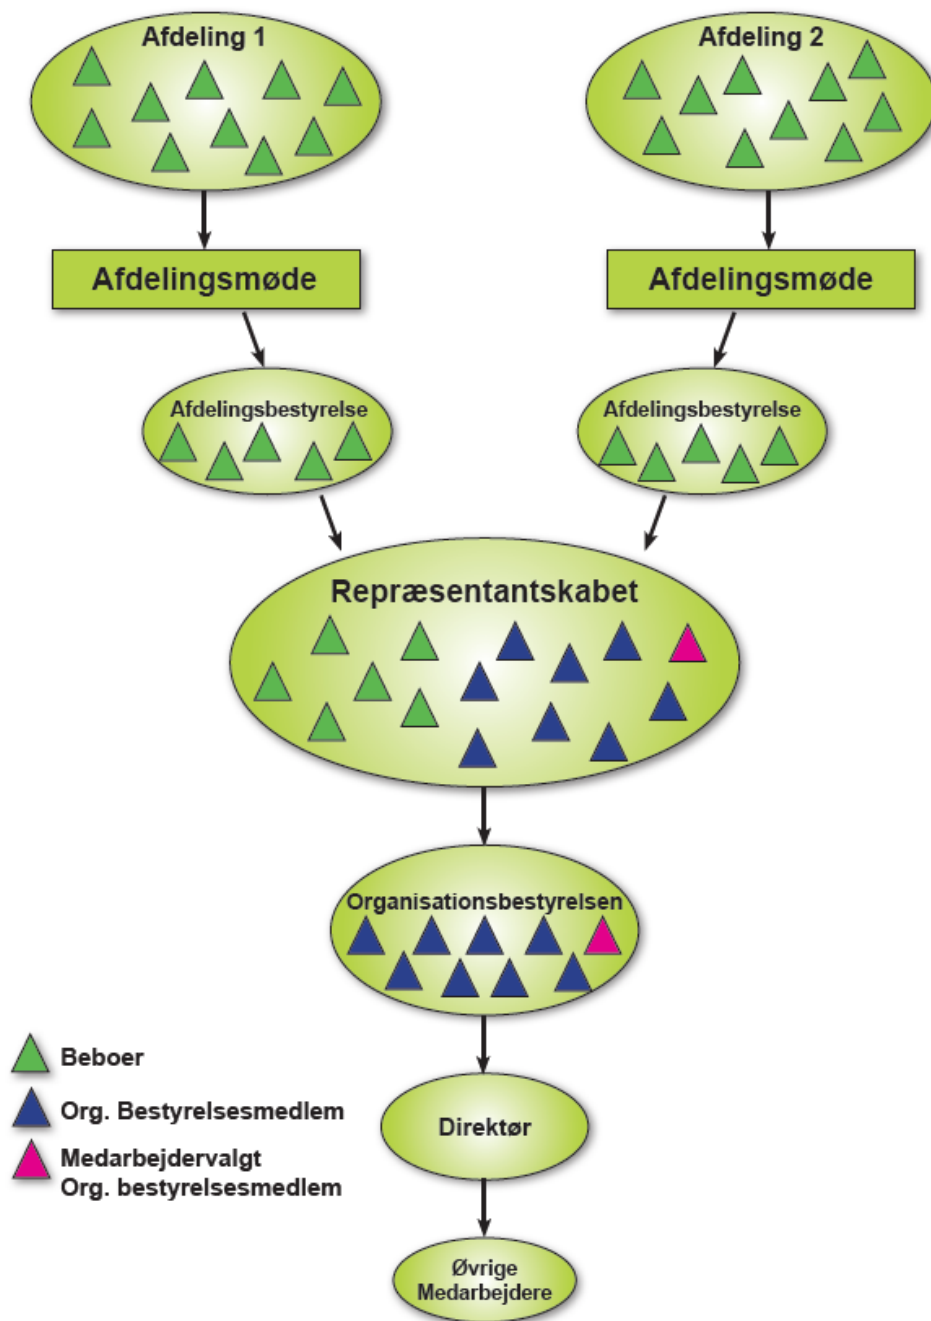 Afdeling 1
Afdeling 2
Afdelingsmøde
Afdelingsmøde
Afdelingsbestyrelse
Afdelingsbestyrelse
Repræsentantskabet
Organisationsbestyrelsen
Beboer
Org. Bestyrelsesmedlem
Medarbejdervalgt
Org. bestyrelsesmedlem
Direktør
Øvrige
Medarbejdere